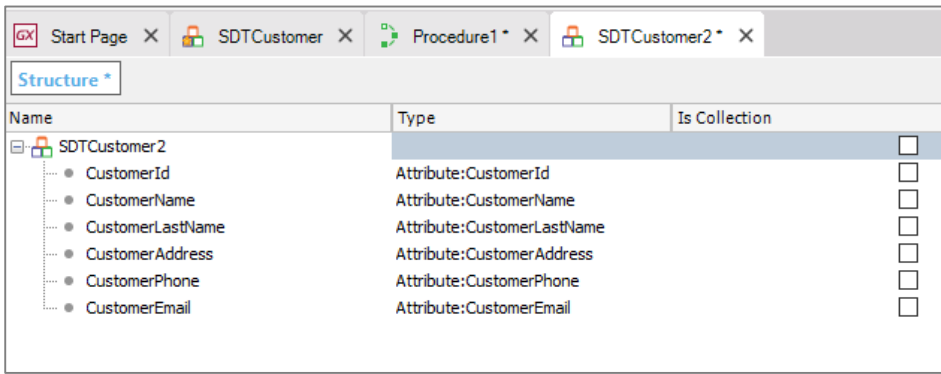 GX Start Page SDTCustomer Procedure1 * SDTCustomer2 *
Structure *
Name Type Is Collection
SDTCustomer2
CustomerId Attribute:CustomerId
CustomerName Attribute:CustomerName
CustomerLastName Attribute:CustomerLastName
CustomerAddress Attribute:CustomerAddress
CustomerPhone Attribute:CustomerPhone
CustomerEmail Attribute:CustomerEmail